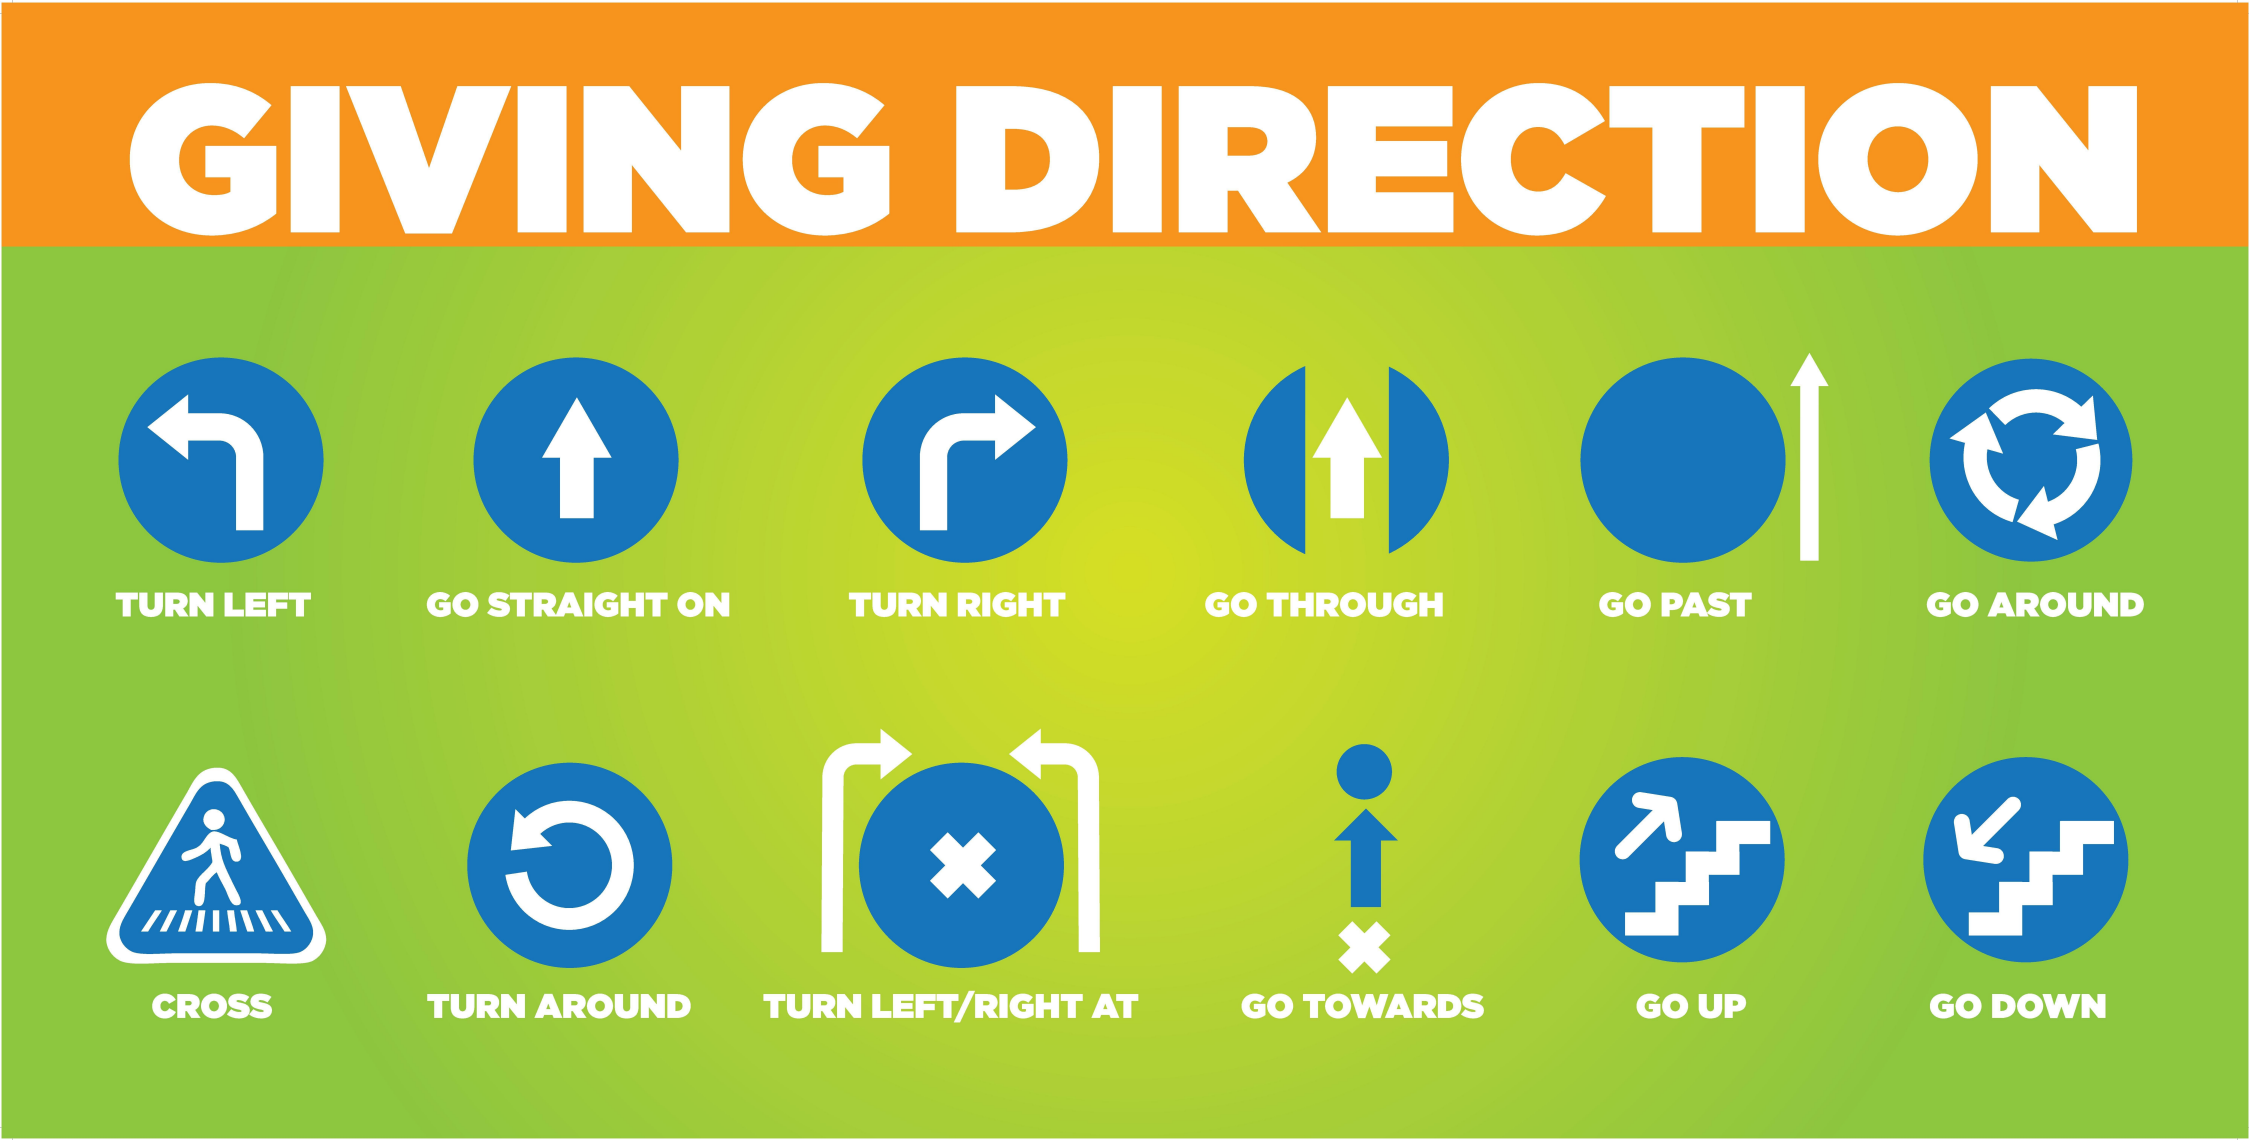 GIVING DIRECTION
TURN LEFT
GO STRAIGHT ON
TURN RIGHT
GO THROUGH
GO PAST
GO AROUND
CROSS
TURN AROUND
TURN LEFT/RIGHT AT
GO TOWARDS
GO UP
GO DOWN